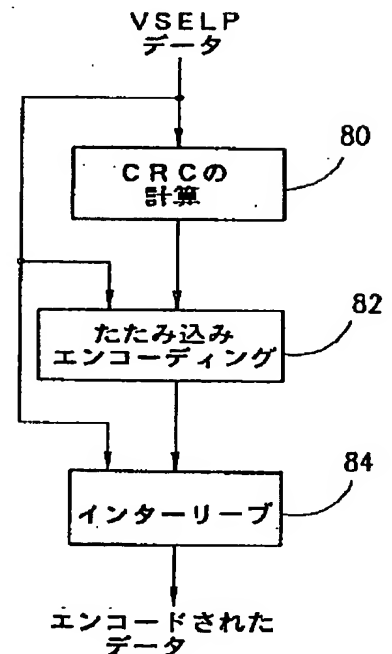 VSELP
データ
80
CRCの
計算
82
たたみ込み
エンコーディング
84
インターリーブ
エンコードされた
データ